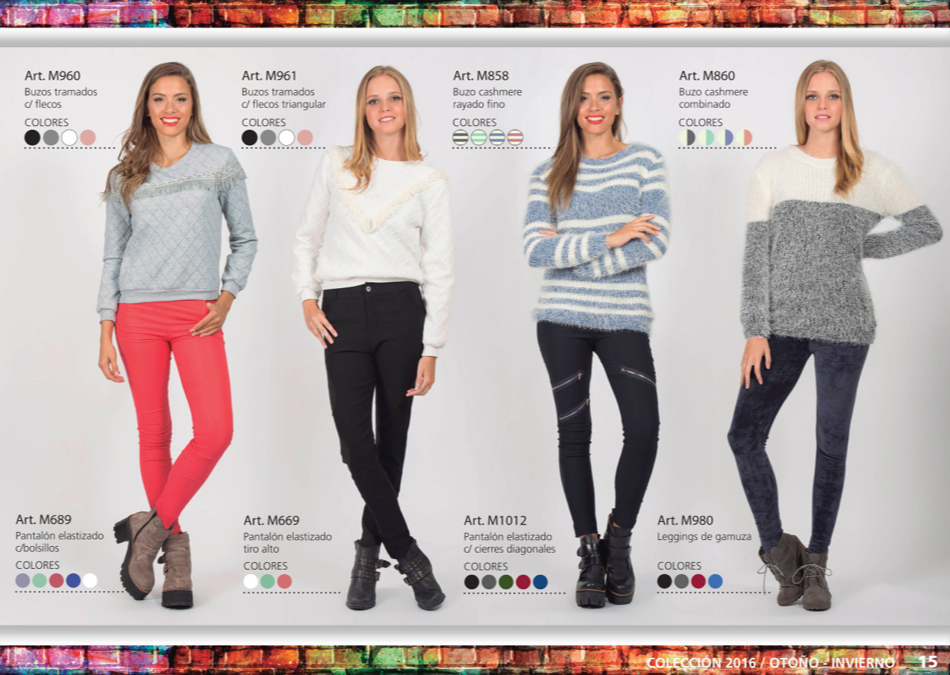 Art. M960
Buzos tramados
c/ flecos
COLORES
Art. M961
Buzos tramados
c/ flecos triangular
COLORES
Art. M858
Buzo cashmere
rayado fino
COLORES
Art. M860
Buzo cashmere
combinado
COLORES
Art. M689
Pantalón elastizado
c/bolsillos
COLORES
Art. M669
Pantalón elastizado
tiro alto
COLORES
Art. M1012
Pantalón elastizado
c/ cierres diagonales
COLORES
Art. M980
Leggings de gamuza
COLORES
COLECCIÓN 2016 / OTOÑO - INVIERNO 15